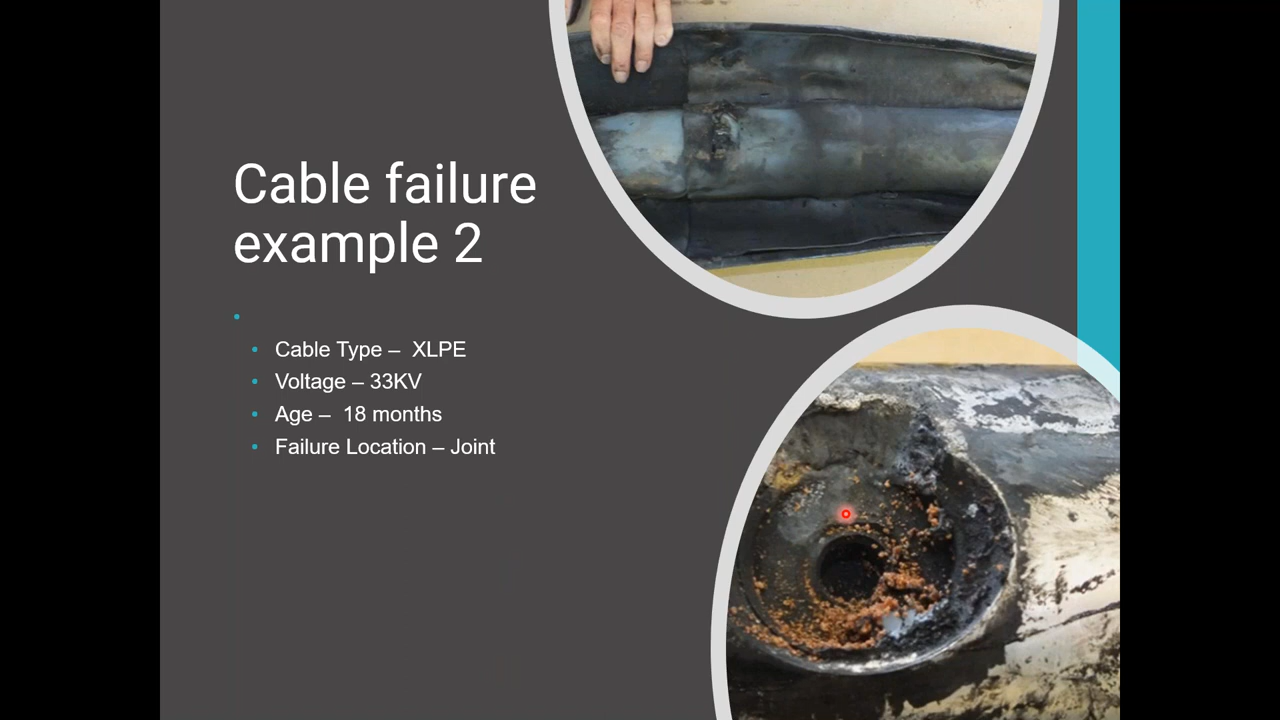 Cable failure
example 2
Cable Type – XLPE
Voltage – 33KV
Age – 18 months
Failure Location – Joint